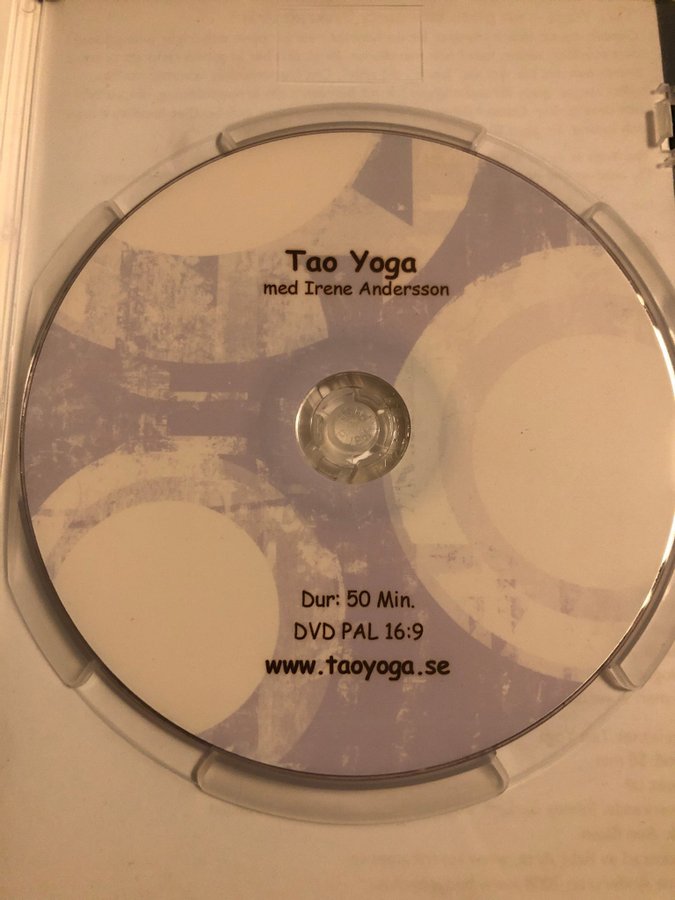 Tao Yoga
med Irene Andersson
Dur: 50 Min.
DVD PAL 16:9
www.taoyoga.se